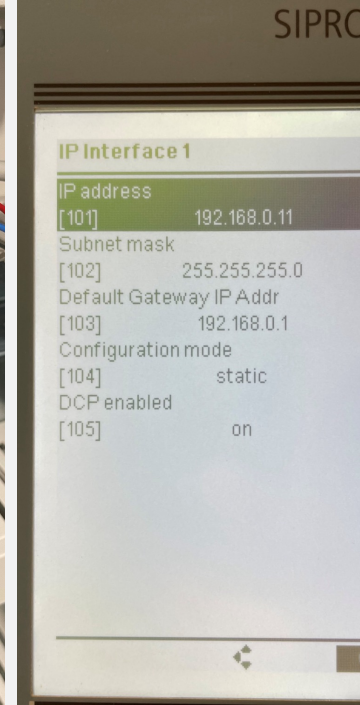 SIPRO
IP Interface 1
IP address
[101] 192.168.0.11
Subnet mask
[102] 255.255.255.0
Default Gateway IP Addr
[103] 192.168.0.1
Configuration mode
[104] static
DCP enabled
[105] on